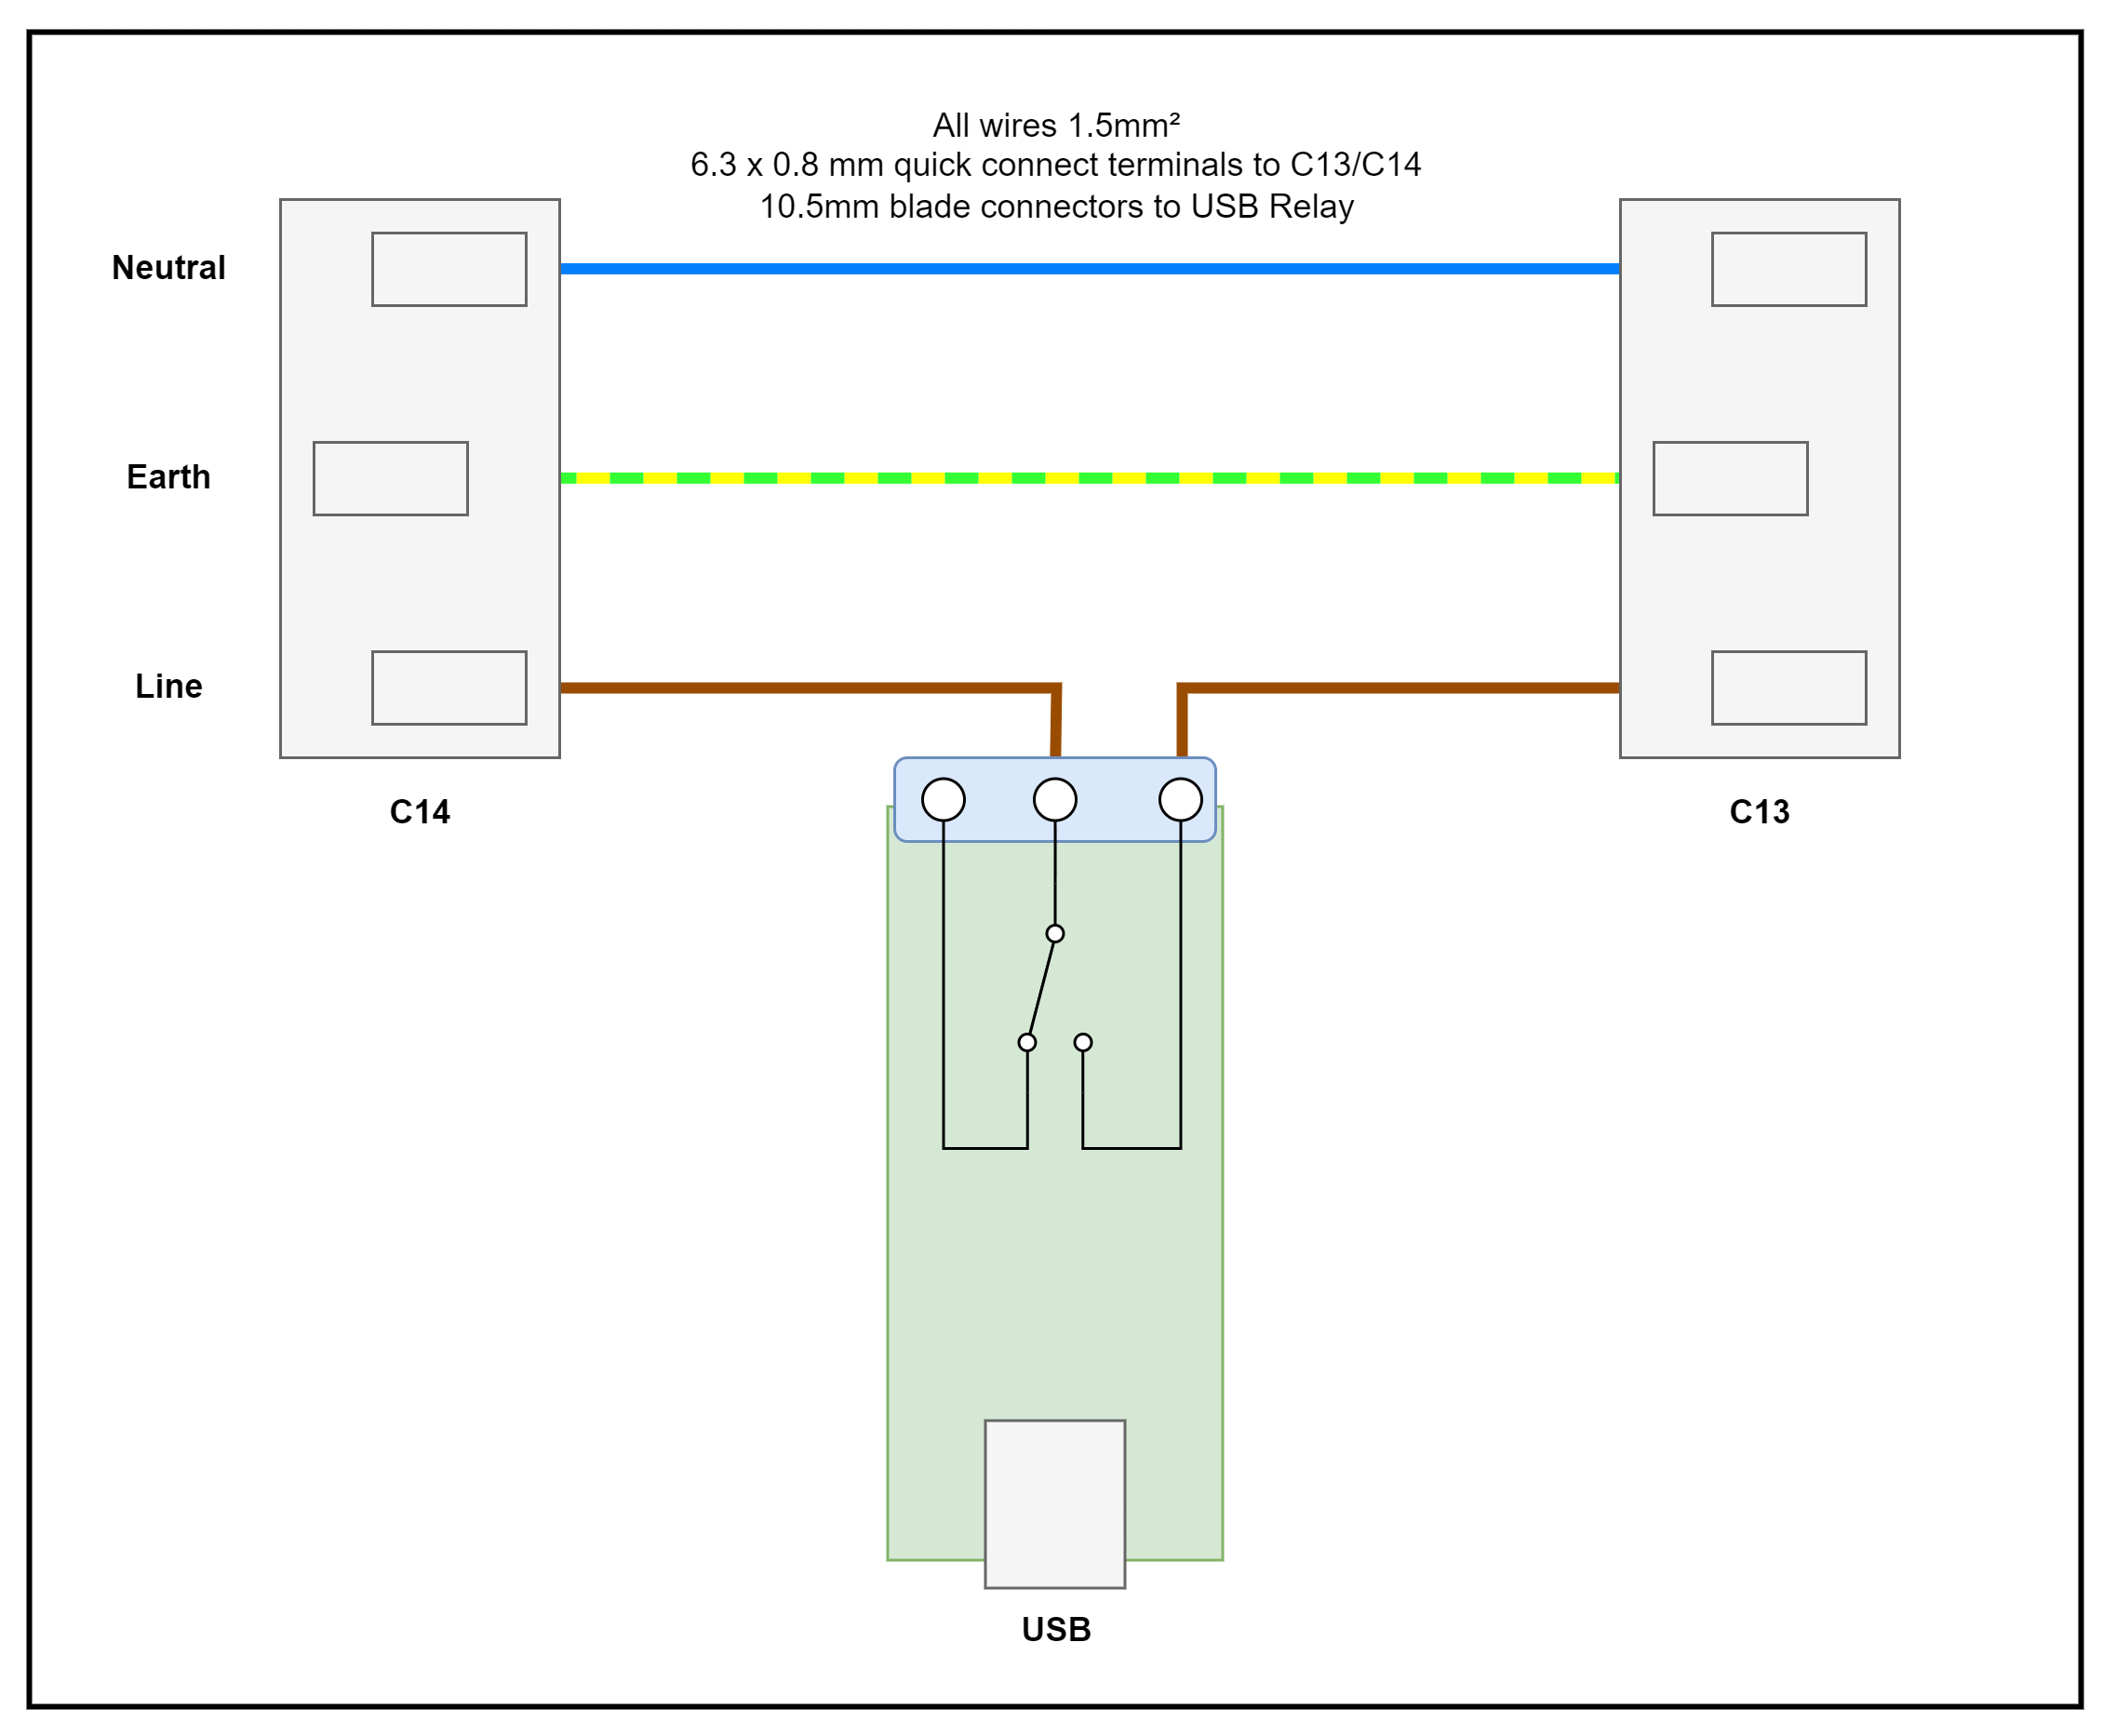 All wires 1.5mm²
6.3 x 0.8 mm quick connect terminals to C13/C14
10.5mm blade connectors to USB Relay
Neutral
Earth
Line
C14
C13
USB